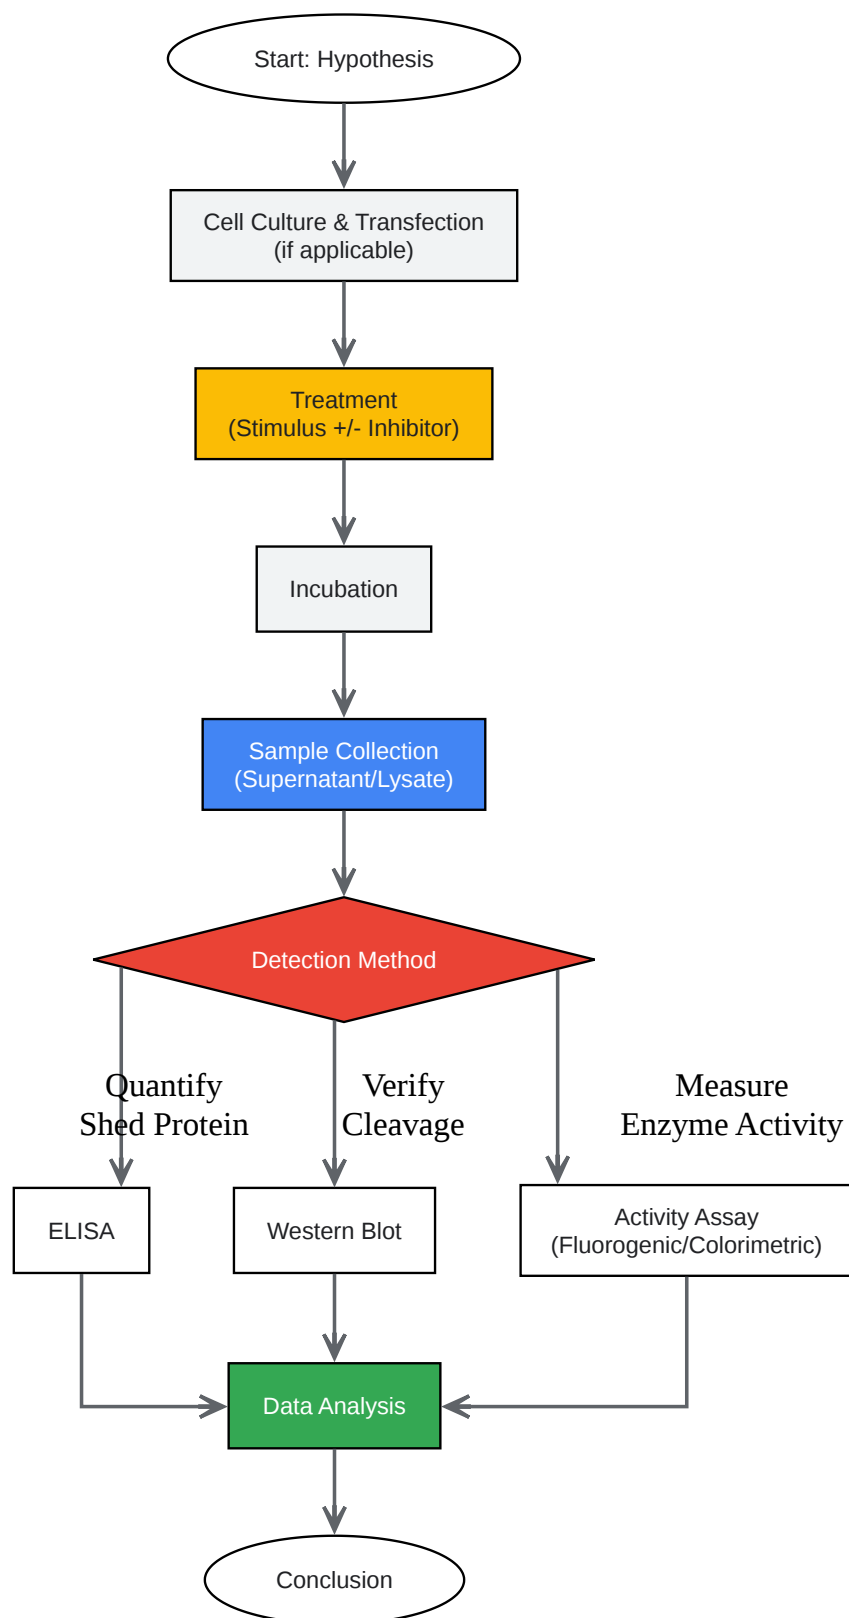 Start: Hypothesis
Cell Culture & Transfection
(if applicable)
Treatment
(Stimulus +/- Inhibitor)
Incubation
Sample Collection
(Supernatant/Lysate)
Detection Method
Quantify
Shed Protein
Verify
Cleavage
Measure
Enzyme Activity
ELISA
Western Blot
Activity Assay
(Fluorogenic/Colorimetric)
Data Analysis
Conclusion